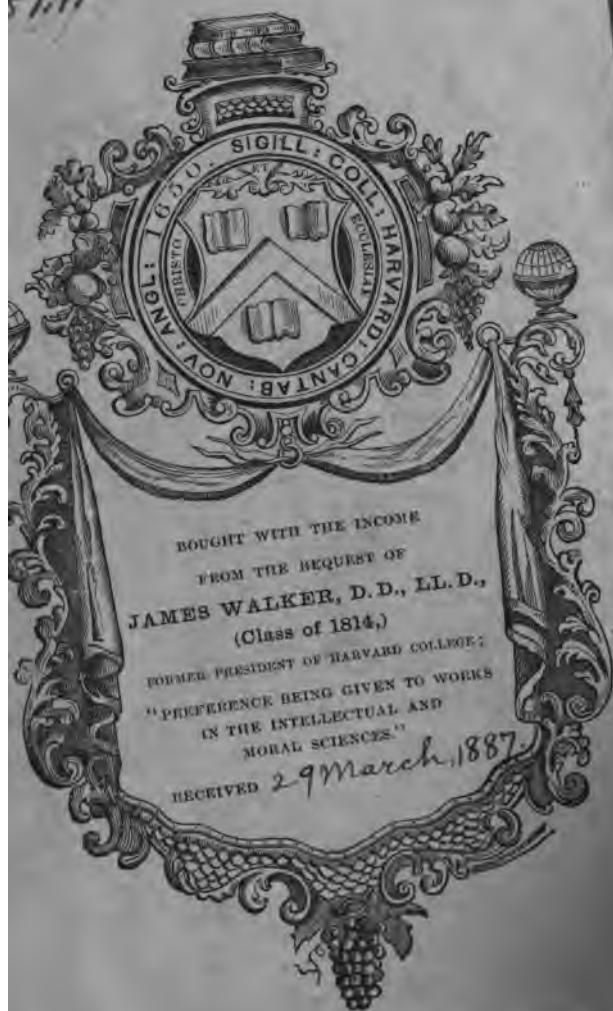 SIGILL: COLL: HARVARD: CANTAB: NOV: ANGL: 1650.
CHRISTO ET ECCLESIAE
BOUGHT WITH THE INCOME
FROM THE BEQUEST OF
JAMES WALKER, D.D., LL.D.,
(Class of 1814,)
FORMER PRESIDENT OF HARVARD COLLEGE;
"PREFERENCE BEING GIVEN TO WORKS
IN THE INTELLECTUAL AND
MORAL SCIENCES."
RECEIVED 29 March, 1887.